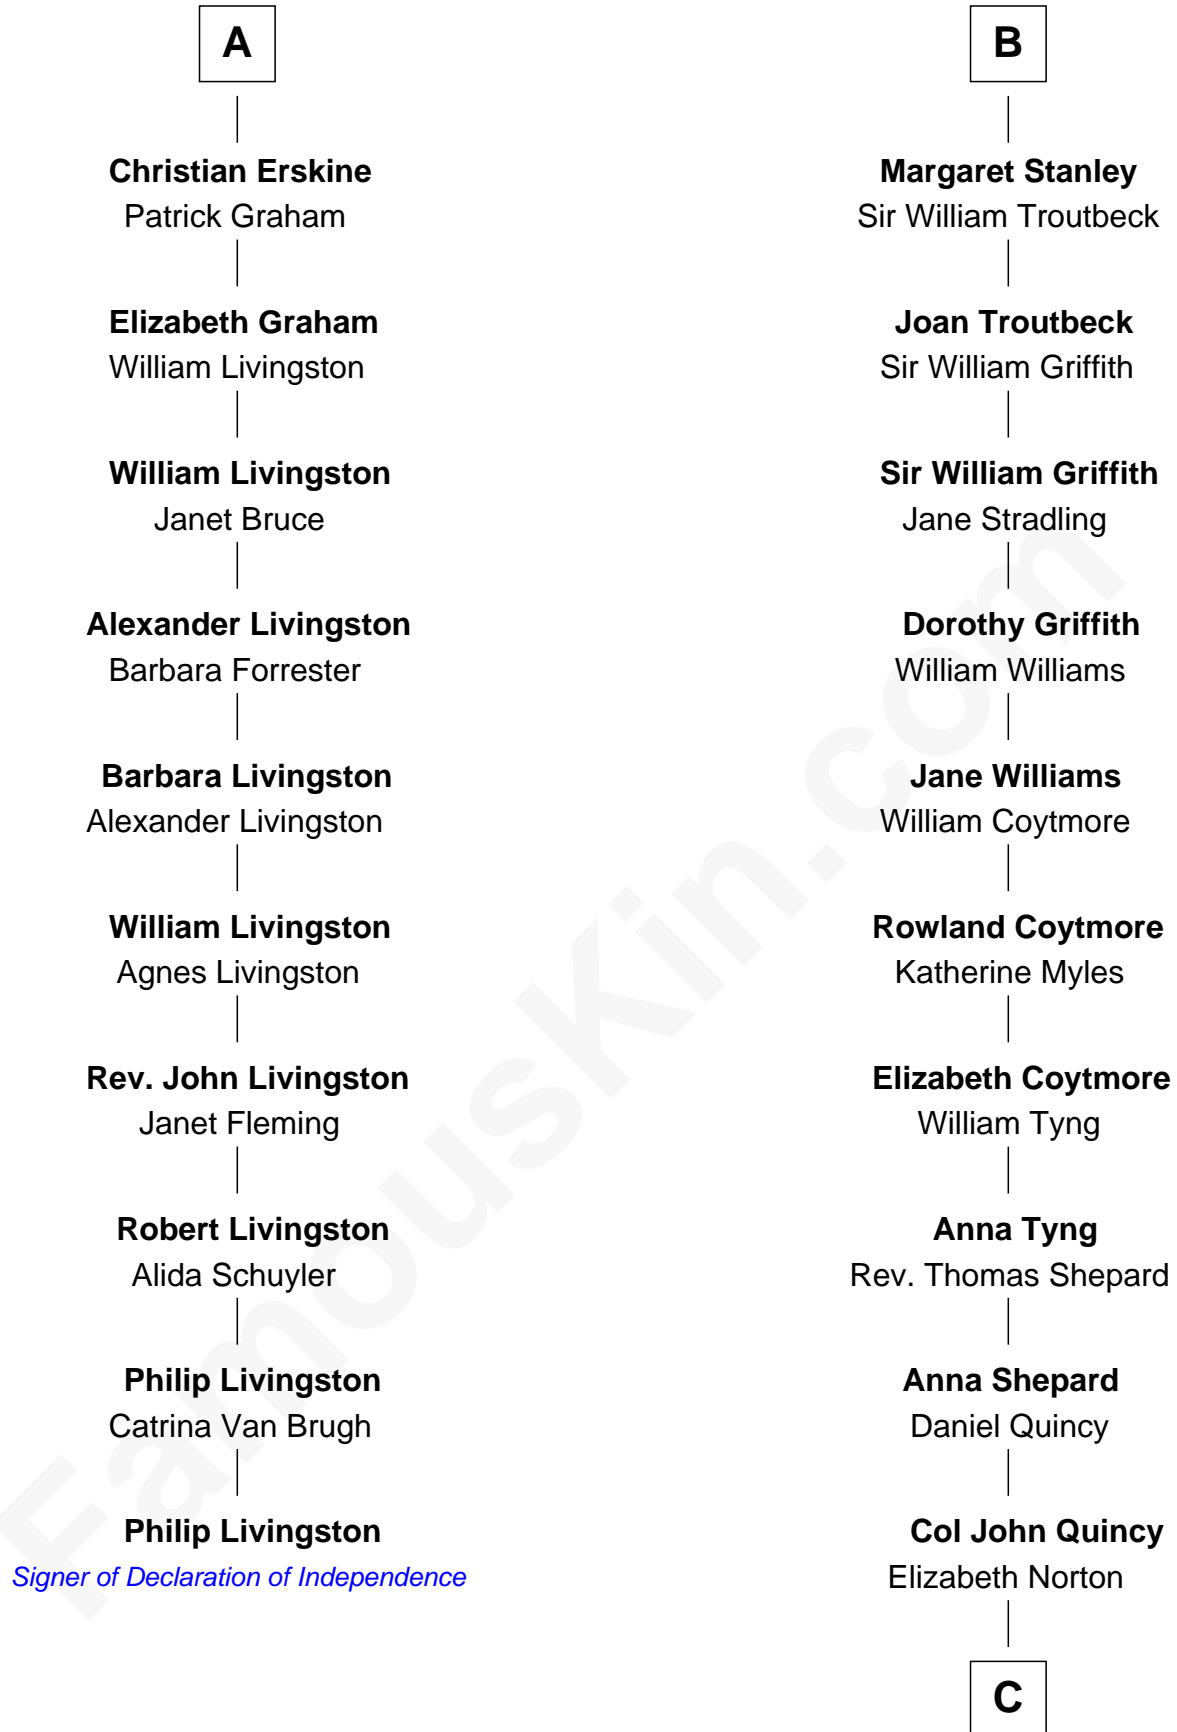 A
Christian Erskine
Patrick Graham
Elizabeth Graham
William Livingston
William Livingston
Janet Bruce
Alexander Livingston
Barbara Forrester
Barbara Livingston
Alexander Livingston
William Livingston
Agnes Livingston
Rev. John Livingston
Janet Fleming
Robert Livingston
Alida Schuyler
Philip Livingston
Catrina Van Brugh
Philip Livingston
Signer of Declaration of Independence
B
Margaret Stanley
Sir William Troutbeck
Joan Troutbeck
Sir William Griffith
Sir William Griffith
Jane Stradling
Dorothy Griffith
William Williams
Jane Williams
William Coytmore
Rowland Coytmore
Katherine Myles
Elizabeth Coytmore
William Tyng
Anna Tyng
Rev. Thomas Shepard
Anna Shepard
Daniel Quincy
Col John Quincy
Elizabeth Norton
C
FamousKin.com